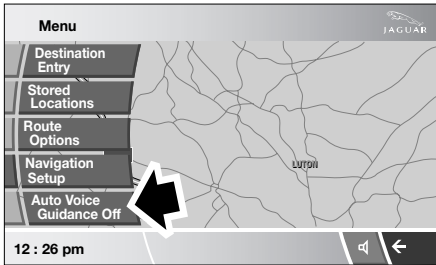 Menu
JAGUAR
Destination
Entry
Stored
Locations
Route
Options
Navigation
Setup
Auto Voice
Guidance Off
LUTON
12 : 26 pm